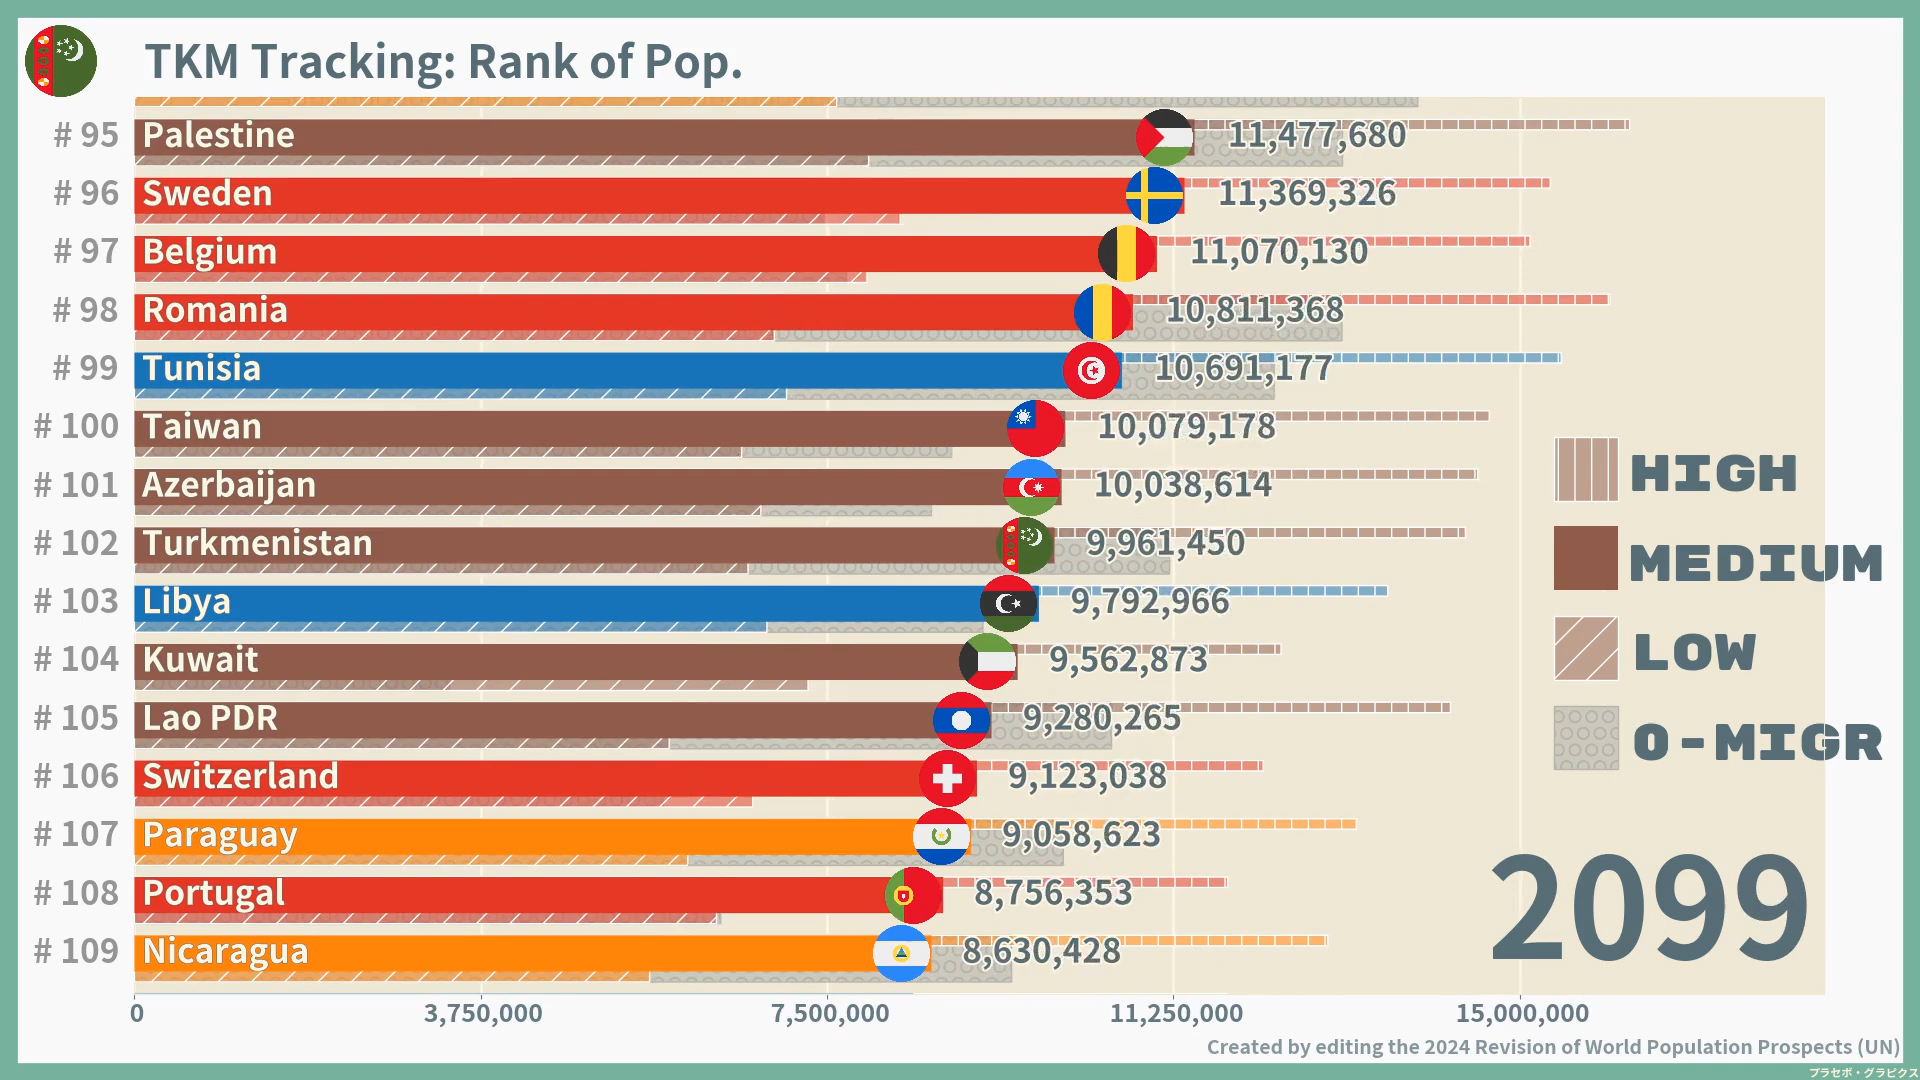 TKM Tracking: Rank of Pop.
# 95 Palestine 11,477,680
# 96 Sweden 11,369,326
# 97 Belgium 11,070,130
# 98 Romania 10,811,368
# 99 Tunisia 10,691,177
# 100 Taiwan 10,079,178
# 101 Azerbaijan 10,038,614
# 102 Turkmenistan 9,961,450
# 103 Libya 9,792,966
# 104 Kuwait 9,562,873
# 105 Lao PDR 9,280,265
# 106 Switzerland 9,123,038
# 107 Paraguay 9,058,623
# 108 Portugal 8,756,353
# 109 Nicaragua 8,630,428
HIGH
MEDIUM
LOW
0-MIGR
2099
0 3,750,000 7,500,000 11,250,000 15,000,000
Created by editing the 2024 Revision of World Population Prospects (UN)
プラセボ・グラピクス